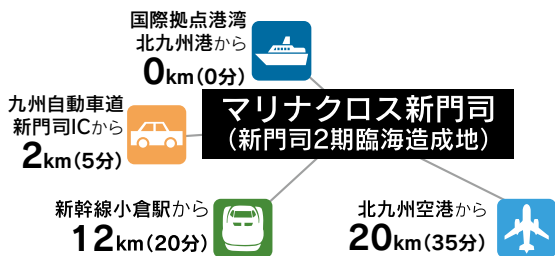 国際拠点港湾
北九州港から
0km(0分)
九州自動車道
新門司ICから
2km(5分)
マリナクロス新門司
(新門司2期臨海造成地)
新幹線小倉駅から
12km(20分)
北九州空港から
20km(35分)